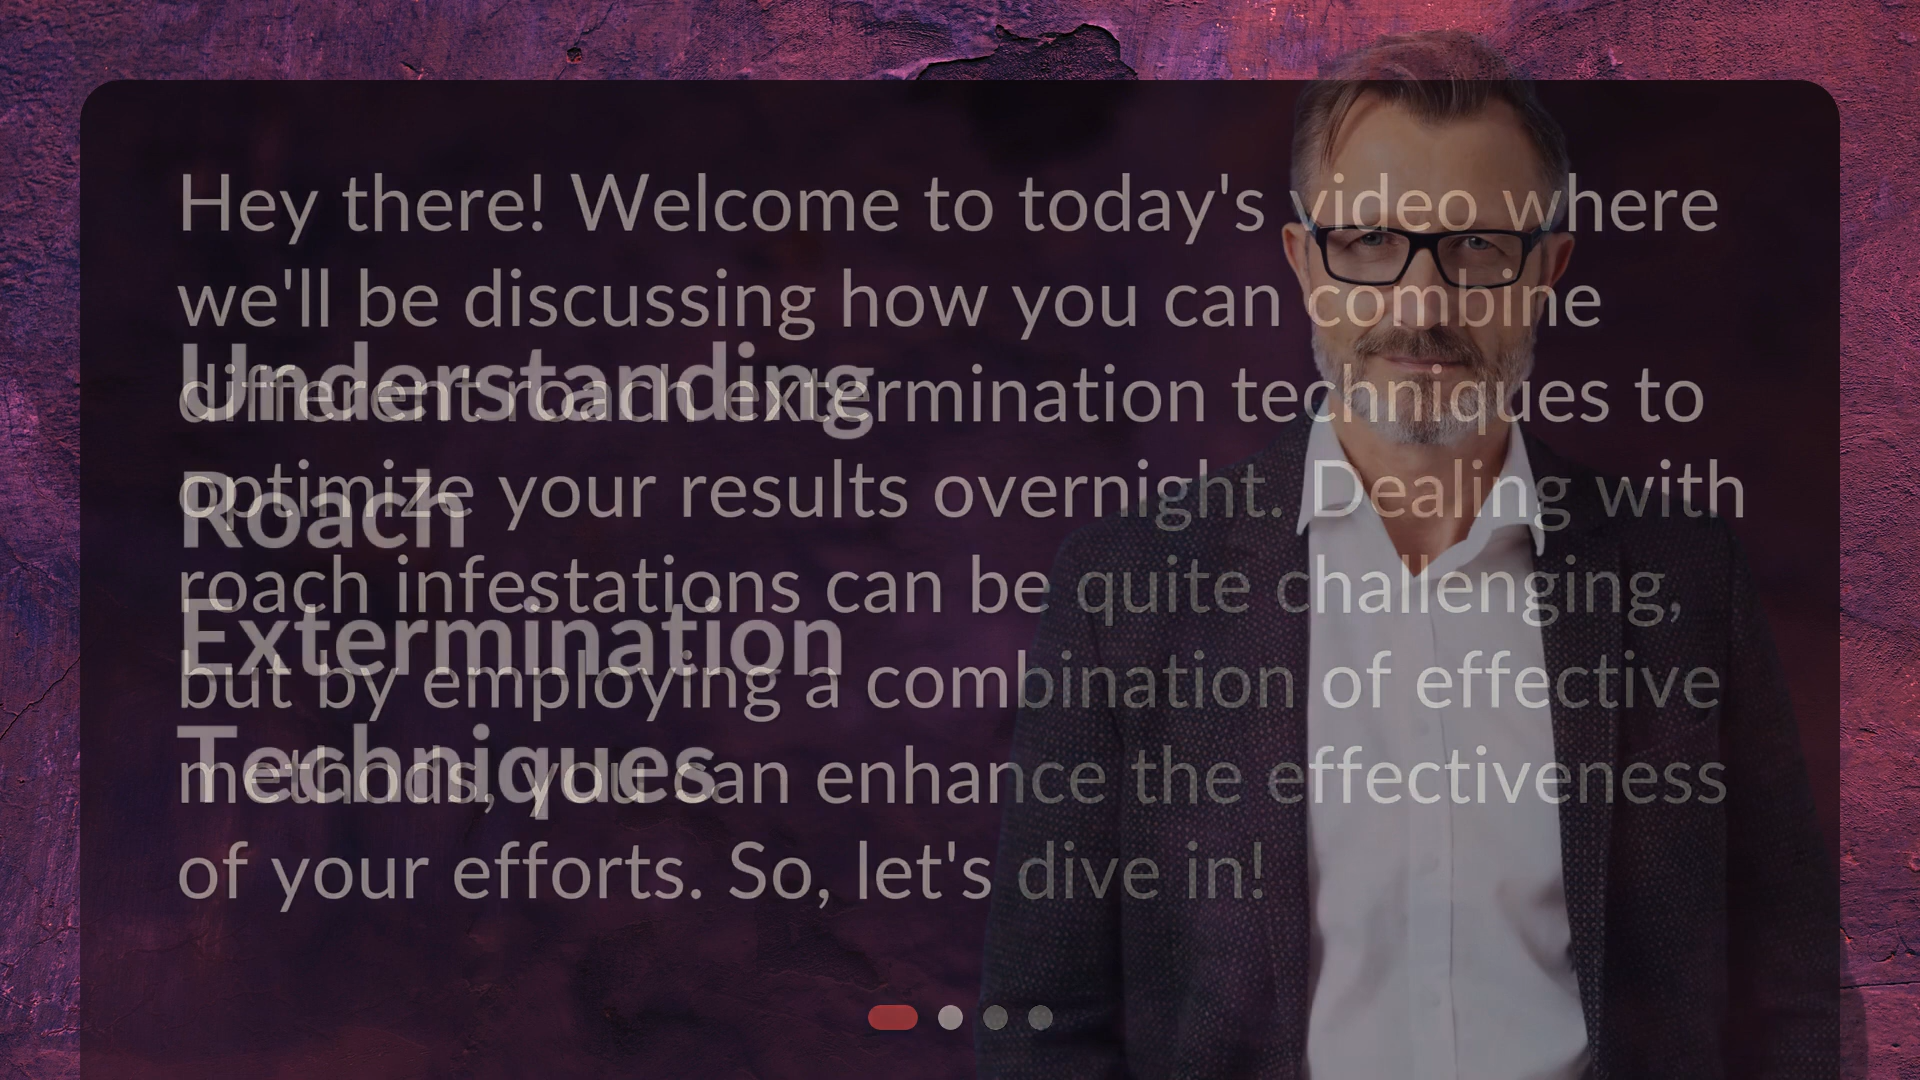 Hey there! Welcome to today's video where
we'll be discussing how you can combine
different roach extermination techniques to
optimize your results overnight. Dealing with
roach infestations can be quite challenging,
but by employing a combination of effective
methods, you can enhance the effectiveness
of your efforts. So, let's dive in!
Understanding
Roach
Extermination
Techniques